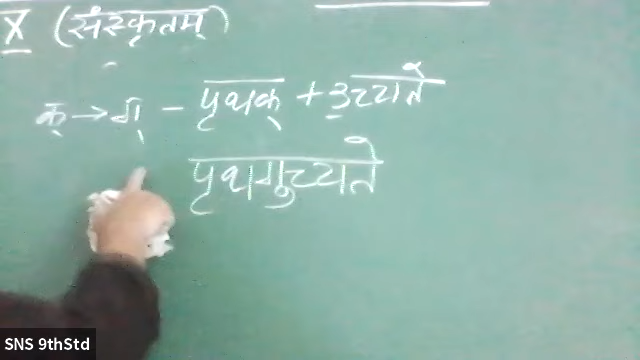 X (संस्कृतम्)
क् → ग् - पृथक् + उच्यते
पृथगुच्यते
SNS 9thStd